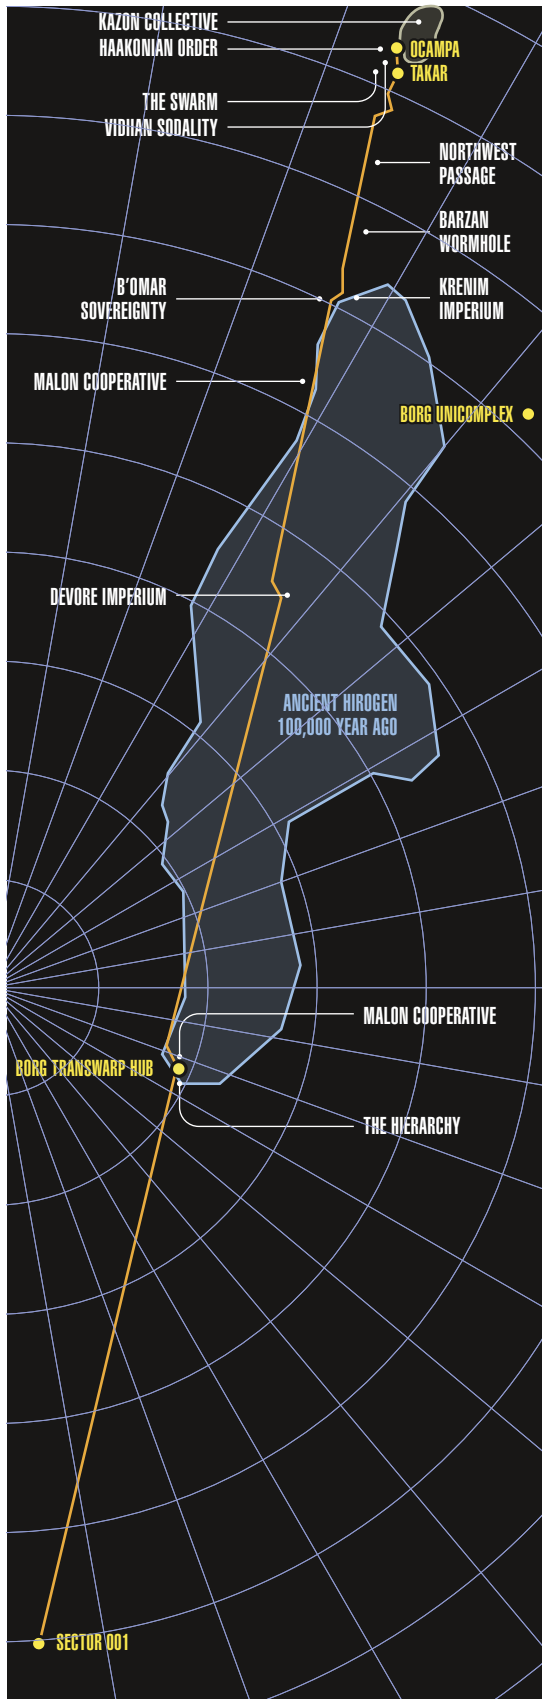 KAZON COLLECTIVE
HAAKONIAN ORDER
OCAMPA
TAKAR
THE SWARM
VIDIIAN SODALITY
NORTHWEST
PASSAGE
BARZAN
WORMHOLE
B'OMAR
SOVEREIGNTY
KRENIM
IMPERIUM
MALON COOPERATIVE
BORG UNICOMPLEX
DEVORE IMPERIUM
ANCIENT HIROGEN
100,000 YEAR AGO
MALON COOPERATIVE
BORG TRANSWARP HUB
THE HIERARCHY
SECTOR 001